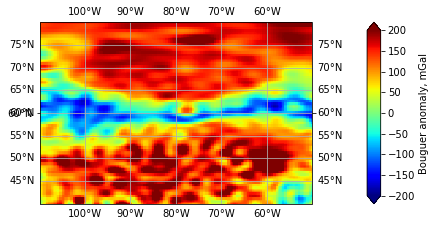 100°W 90°W 80°W 70°W 60°W
75°N 75°N
70°N 70°N
65°N 65°N
60°N 60°N
55°N 55°N
50°N 50°N
45°N 45°N
100°W 90°W 80°W 70°W 60°W
200
150
100
50
0
−50
−100
−150
−200
Bouguer anomaly, mGal